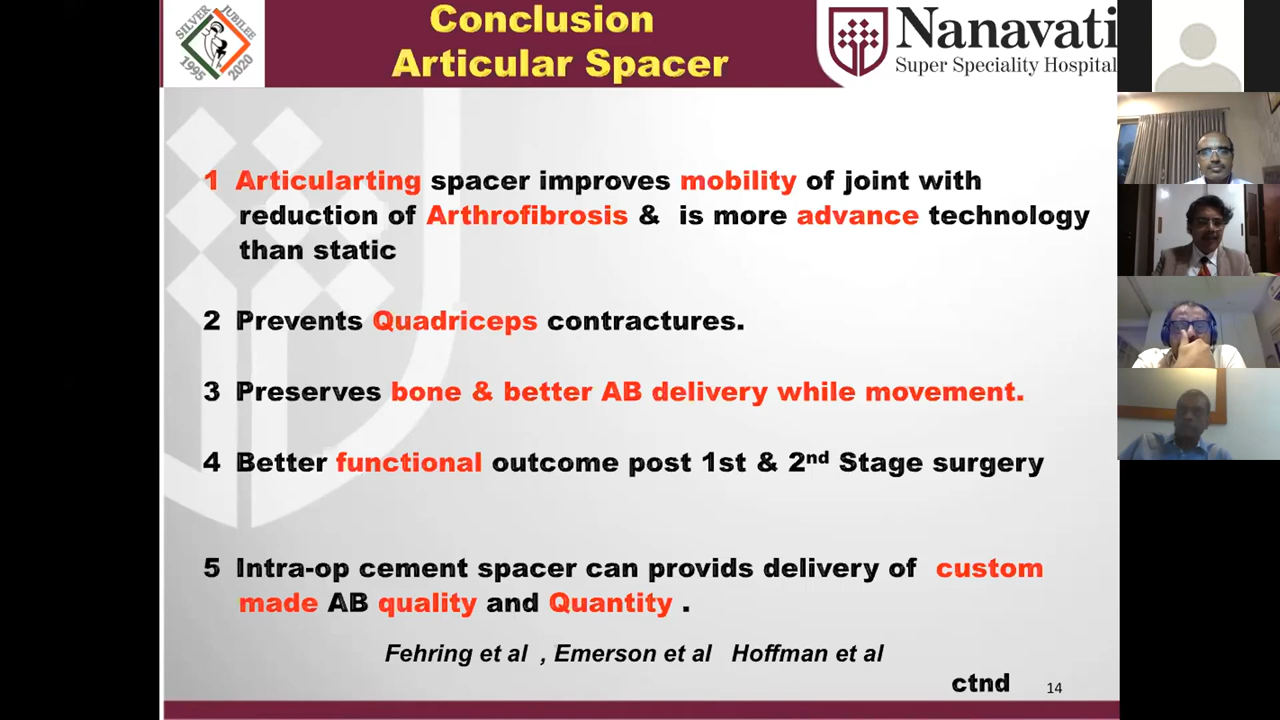 Conclusion
Articular Spacer
SILVER JUBILEE
1995 2020
Nanavati
Super Speciality Hospital
1 Articularting spacer improves mobility of joint with
reduction of Arthrofibrosis & is more advance technology
than static
2 Prevents Quadriceps contractures.
3 Preserves bone & better AB delivery while movement.
4 Better functional outcome post 1st & 2nd Stage surgery
5 Intra-op cement spacer can provids delivery of custom
made AB quality and Quantity .
Fehring et al , Emerson et al Hoffman et al
ctnd
14